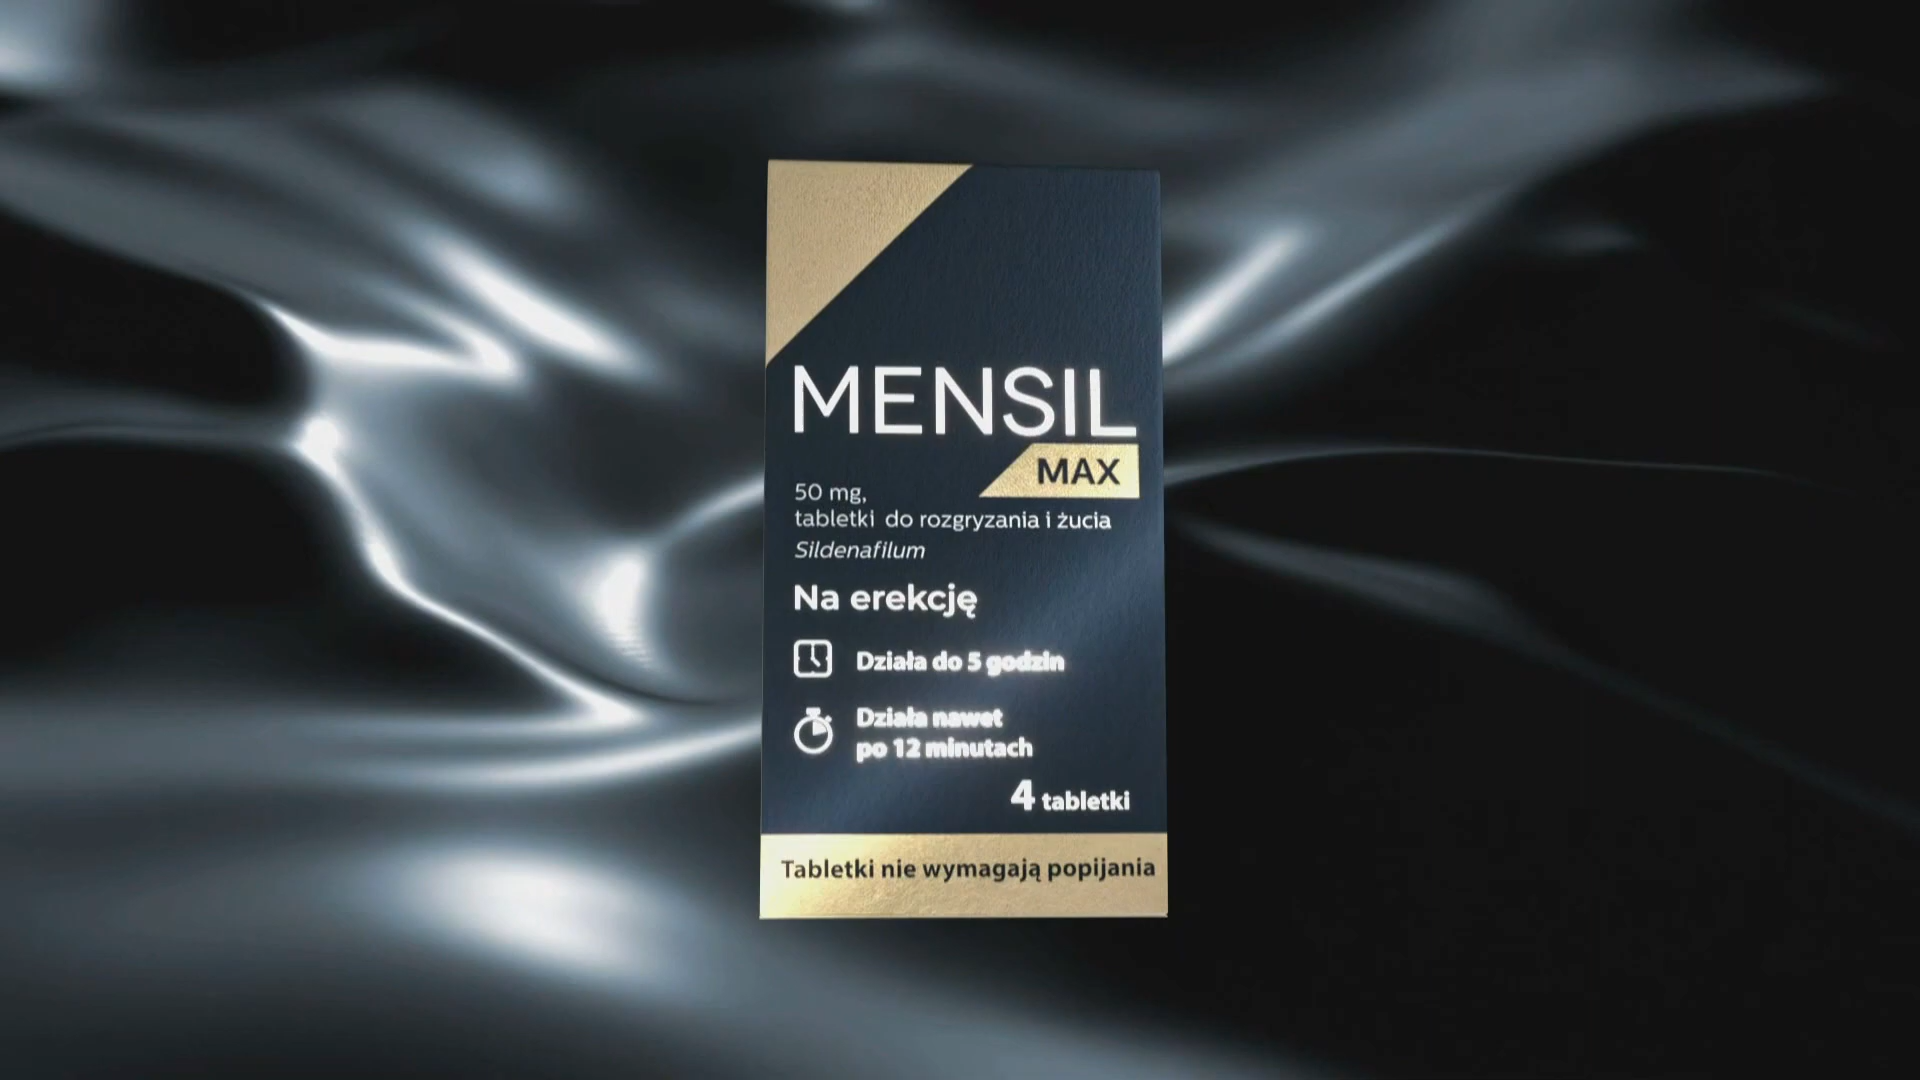 MENSIL
MAX
50 mg,
tabletki do rozgryzania i żucia
Sildenafilum
Na erekcję
Działa do 5 godzin
Działa nawet
po 12 minutach
4 tabletki
Tabletki nie wymagają popijania